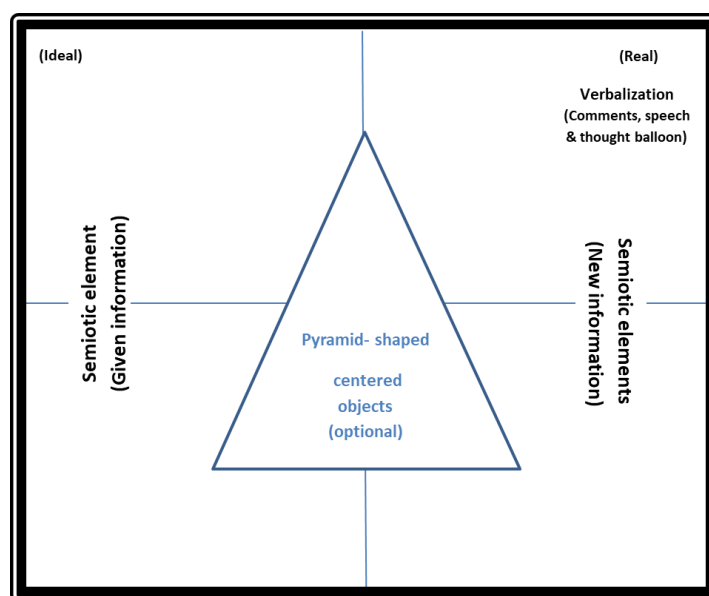 (Ideal)
(Real)
Verbalization
(Comments, speech
& thought balloon)
Semiotic element
(Given information)
Semiotic elements
(New information)
Pyramid- shaped
centered
objects
(optional)